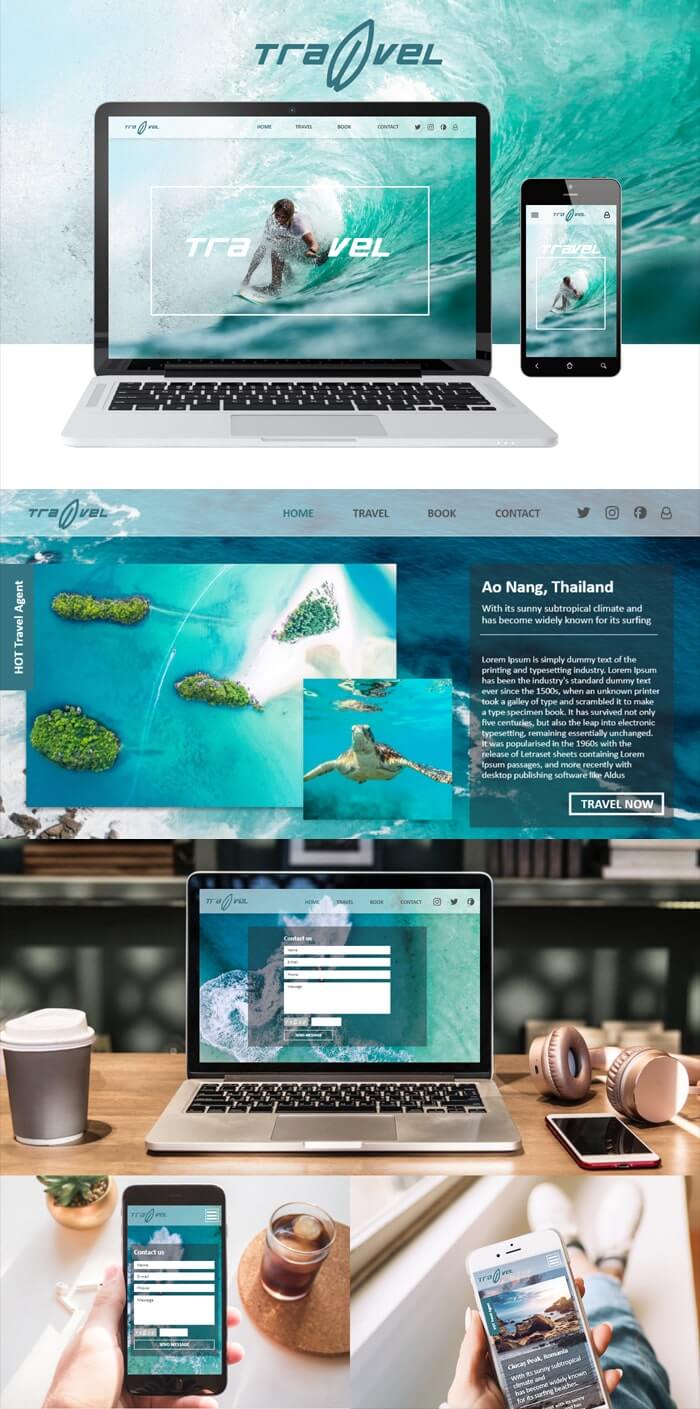 Travel
Travel
HOME TRAVEL BOOK CONTACT
Travel
Travel
Travel
Travel
HOME TRAVEL BOOK CONTACT
HOT Travel Agent
Ao Nang, Thailand
With its sunny subtropical climate and
has become widely known for its surfing
Lorem Ipsum is simply dummy text of the
printing and typesetting industry. Lorem Ipsum
has been the industry's standard dummy text
ever since the 1500s, when an unknown printer
took a galley of type and scrambled it to make
a type specimen book. It has survived not only
five centuries, but also the leap into electronic
typesetting, remaining essentially unchanged.
It was popularised in the 1960s with the
release of Letraset sheets containing Lorem
Ipsum passages, and more recently with
desktop publishing software like Aldus
TRAVEL NOW
Travel
HOME TRAVEL BOOK CONTACT
Contact us
Name
E-mail
Phone
Message
SEND MESSAGE
Travel
Contact us
Name
E-mail
Phone
Message
SEND MESSAGE
Travel
Ciucaș Peak, Romania
With its sunny subtropical
climate and
has become widely known
for its surfing beaches.